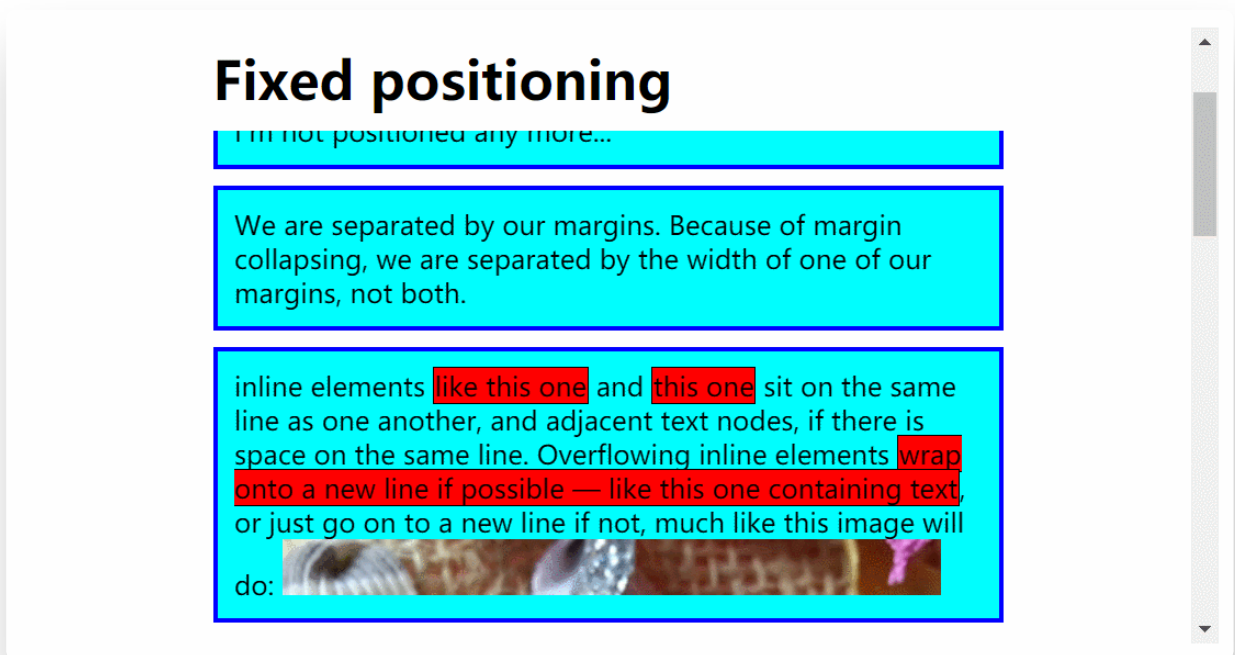 Fixed positioning
I'm not positioned any more...
We are separated by our margins. Because of margin
collapsing, we are separated by the width of one of our
margins, not both.
inline elements like this one and this one sit on the same
line as one another, and adjacent text nodes, if there is
space on the same line. Overflowing inline elements wrap
onto a new line if possible — like this one containing text,
or just go on to a new line if not, much like this image will
do: